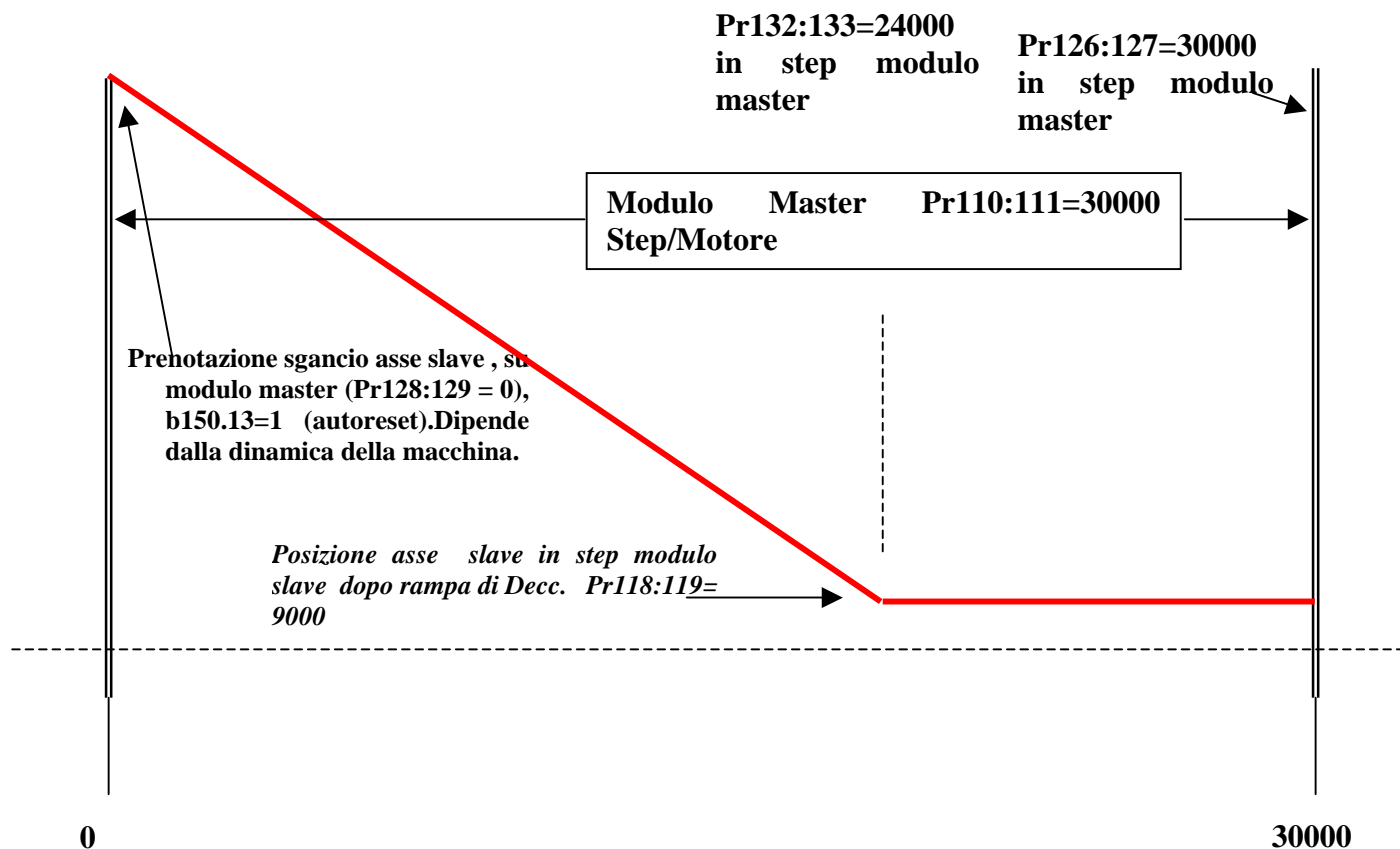 Pr132:133=24000
in step modulo
master
Pr126:127=30000
in step modulo
master
Modulo Master Pr110:111=30000
Step/Motore
Prenotazione sgancio asse slave , su
modulo master (Pr128:129 = 0),
b150.13=1 (autoreset).Dipende
dalla dinamica della macchina.
Posizione asse slave in step modulo
slave dopo rampa di Decc. Pr118:119=
9000
0
30000